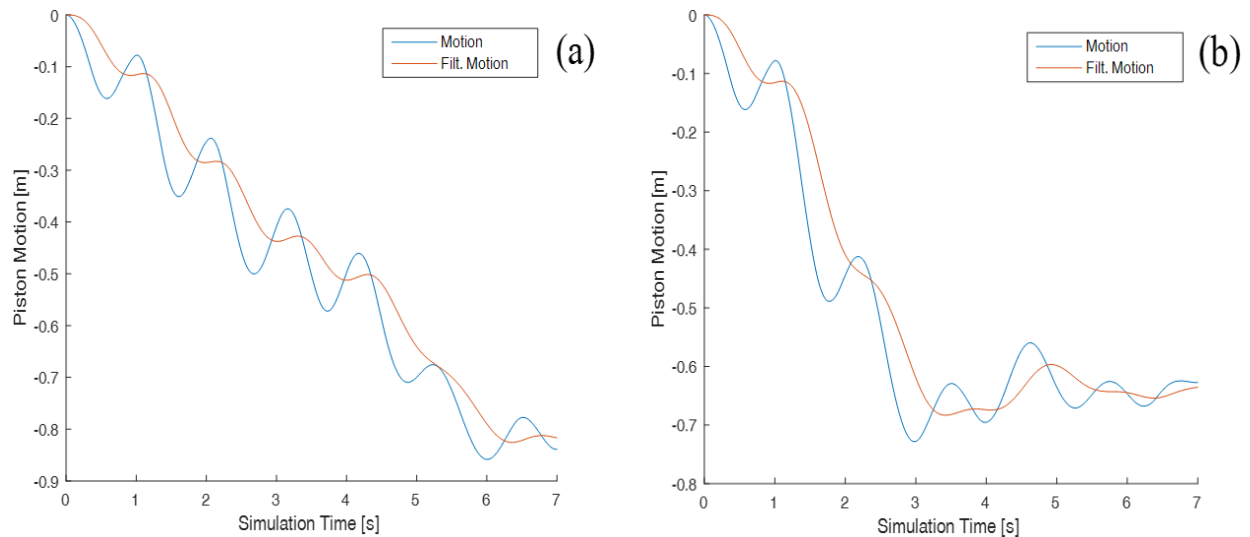 0
-0.1
-0.2
-0.3
-0.4
-0.5
-0.6
-0.7
-0.8
-0.9
Piston Motion [m]
Motion
Filt. Motion
(a)
0 1 2 3 4 5 6 7
Simulation Time [s]
0
-0.1
-0.2
-0.3
-0.4
-0.5
-0.6
-0.7
-0.8
Piston Motion [m]
Motion
Filt. Motion
(b)
0 1 2 3 4 5 6 7
Simulation Time [s]